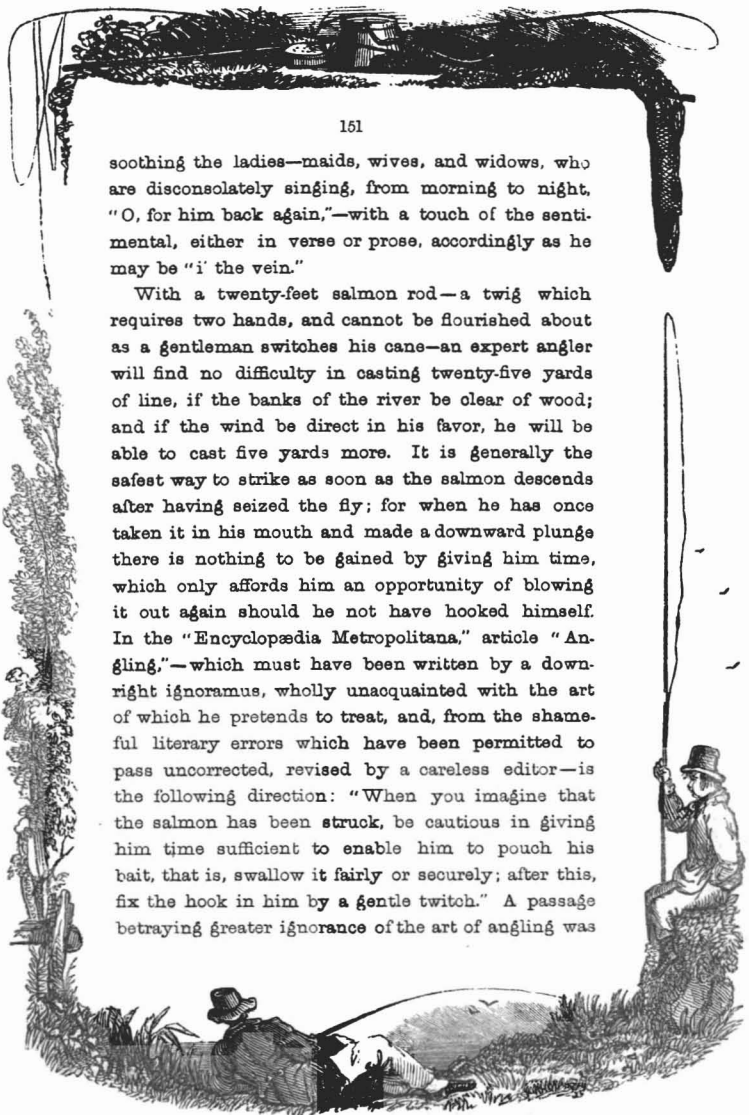 151
soothing the ladies—maids, wives, and widows, who
are disconsolately singing, from morning to night,
"O, for him back again,"—with a touch of the senti-
mental, either in verse or prose, accordingly as he
may be "i' the vein."
With a twenty-feet salmon rod—a twig which
requires two hands, and cannot be flourished about
as a gentleman switches his cane—an expert angler
will find no difficulty in casting twenty-five yards
of line, if the banks of the river be clear of wood;
and if the wind be direct in his favor, he will be
able to cast five yards more. It is generally the
safest way to strike as soon as the salmon descends
after having seized the fly; for when he has once
taken it in his mouth and made a downward plunge
there is nothing to be gained by giving him time,
which only affords him an opportunity of blowing
it out again should he not have hooked himself.
In the "Encyclopædia Metropolitana," article "An-
gling,"—which must have been written by a down-
right ignoramus, wholly unacquainted with the art
of which he pretends to treat, and, from the shame-
ful literary errors which have been permitted to
pass uncorrected, revised by a careless editor—is
the following direction: "When you imagine that
the salmon has been struck, be cautious in giving
him time sufficient to enable him to pouch his
bait, that is, swallow it fairly or securely; after this,
fix the hook in him by a gentle twitch." A passage
betraying greater ignorance of the art of angling was